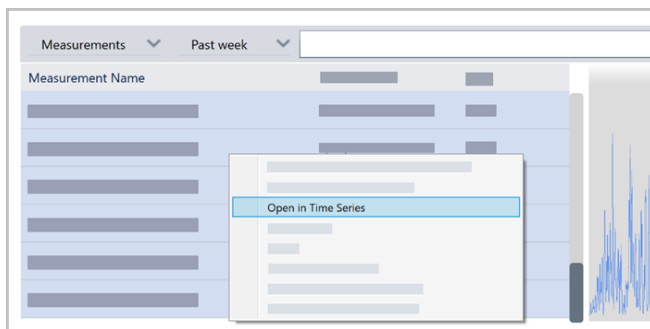 Measurements Past week
Measurement Name
Open in Time Series